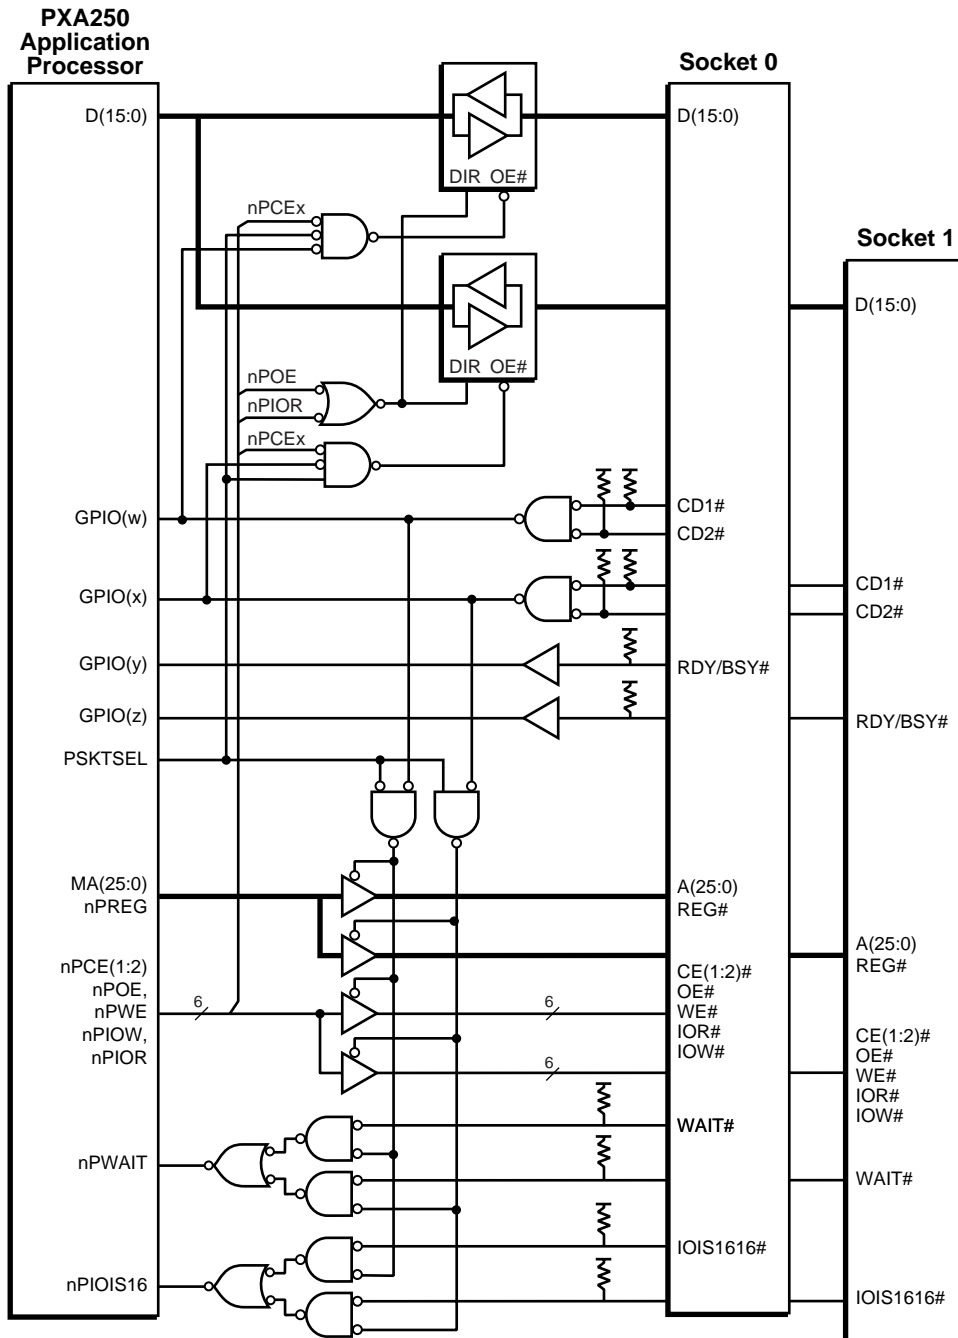 PXA250
Application
Processor
Socket 0
D(15:0)
D(15:0)
DIR OE#
nPCEx
Socket 1
D(15:0)
DIR OE#
nPOE
nPIOR
nPCEx
GPIO(w)
CD1#
CD2#
GPIO(x)
CD1#
CD2#
GPIO(y)
RDY/BSY#
GPIO(z)
RDY/BSY#
PSKTSEL
MA(25:0)
nPREG
A(25:0)
REG#
A(25:0)
REG#
nPCE(1:2)
nPOE,
nPWE
nPIOW,
nPIOR
6
6
CE(1:2)#
OE#
WE#
IOR#
IOW#
6
CE(1:2)#
OE#
WE#
IOR#
IOW#
WAIT#
nPWAIT
WAIT#
IOIS1616#
nPIOIS16
IOIS1616#